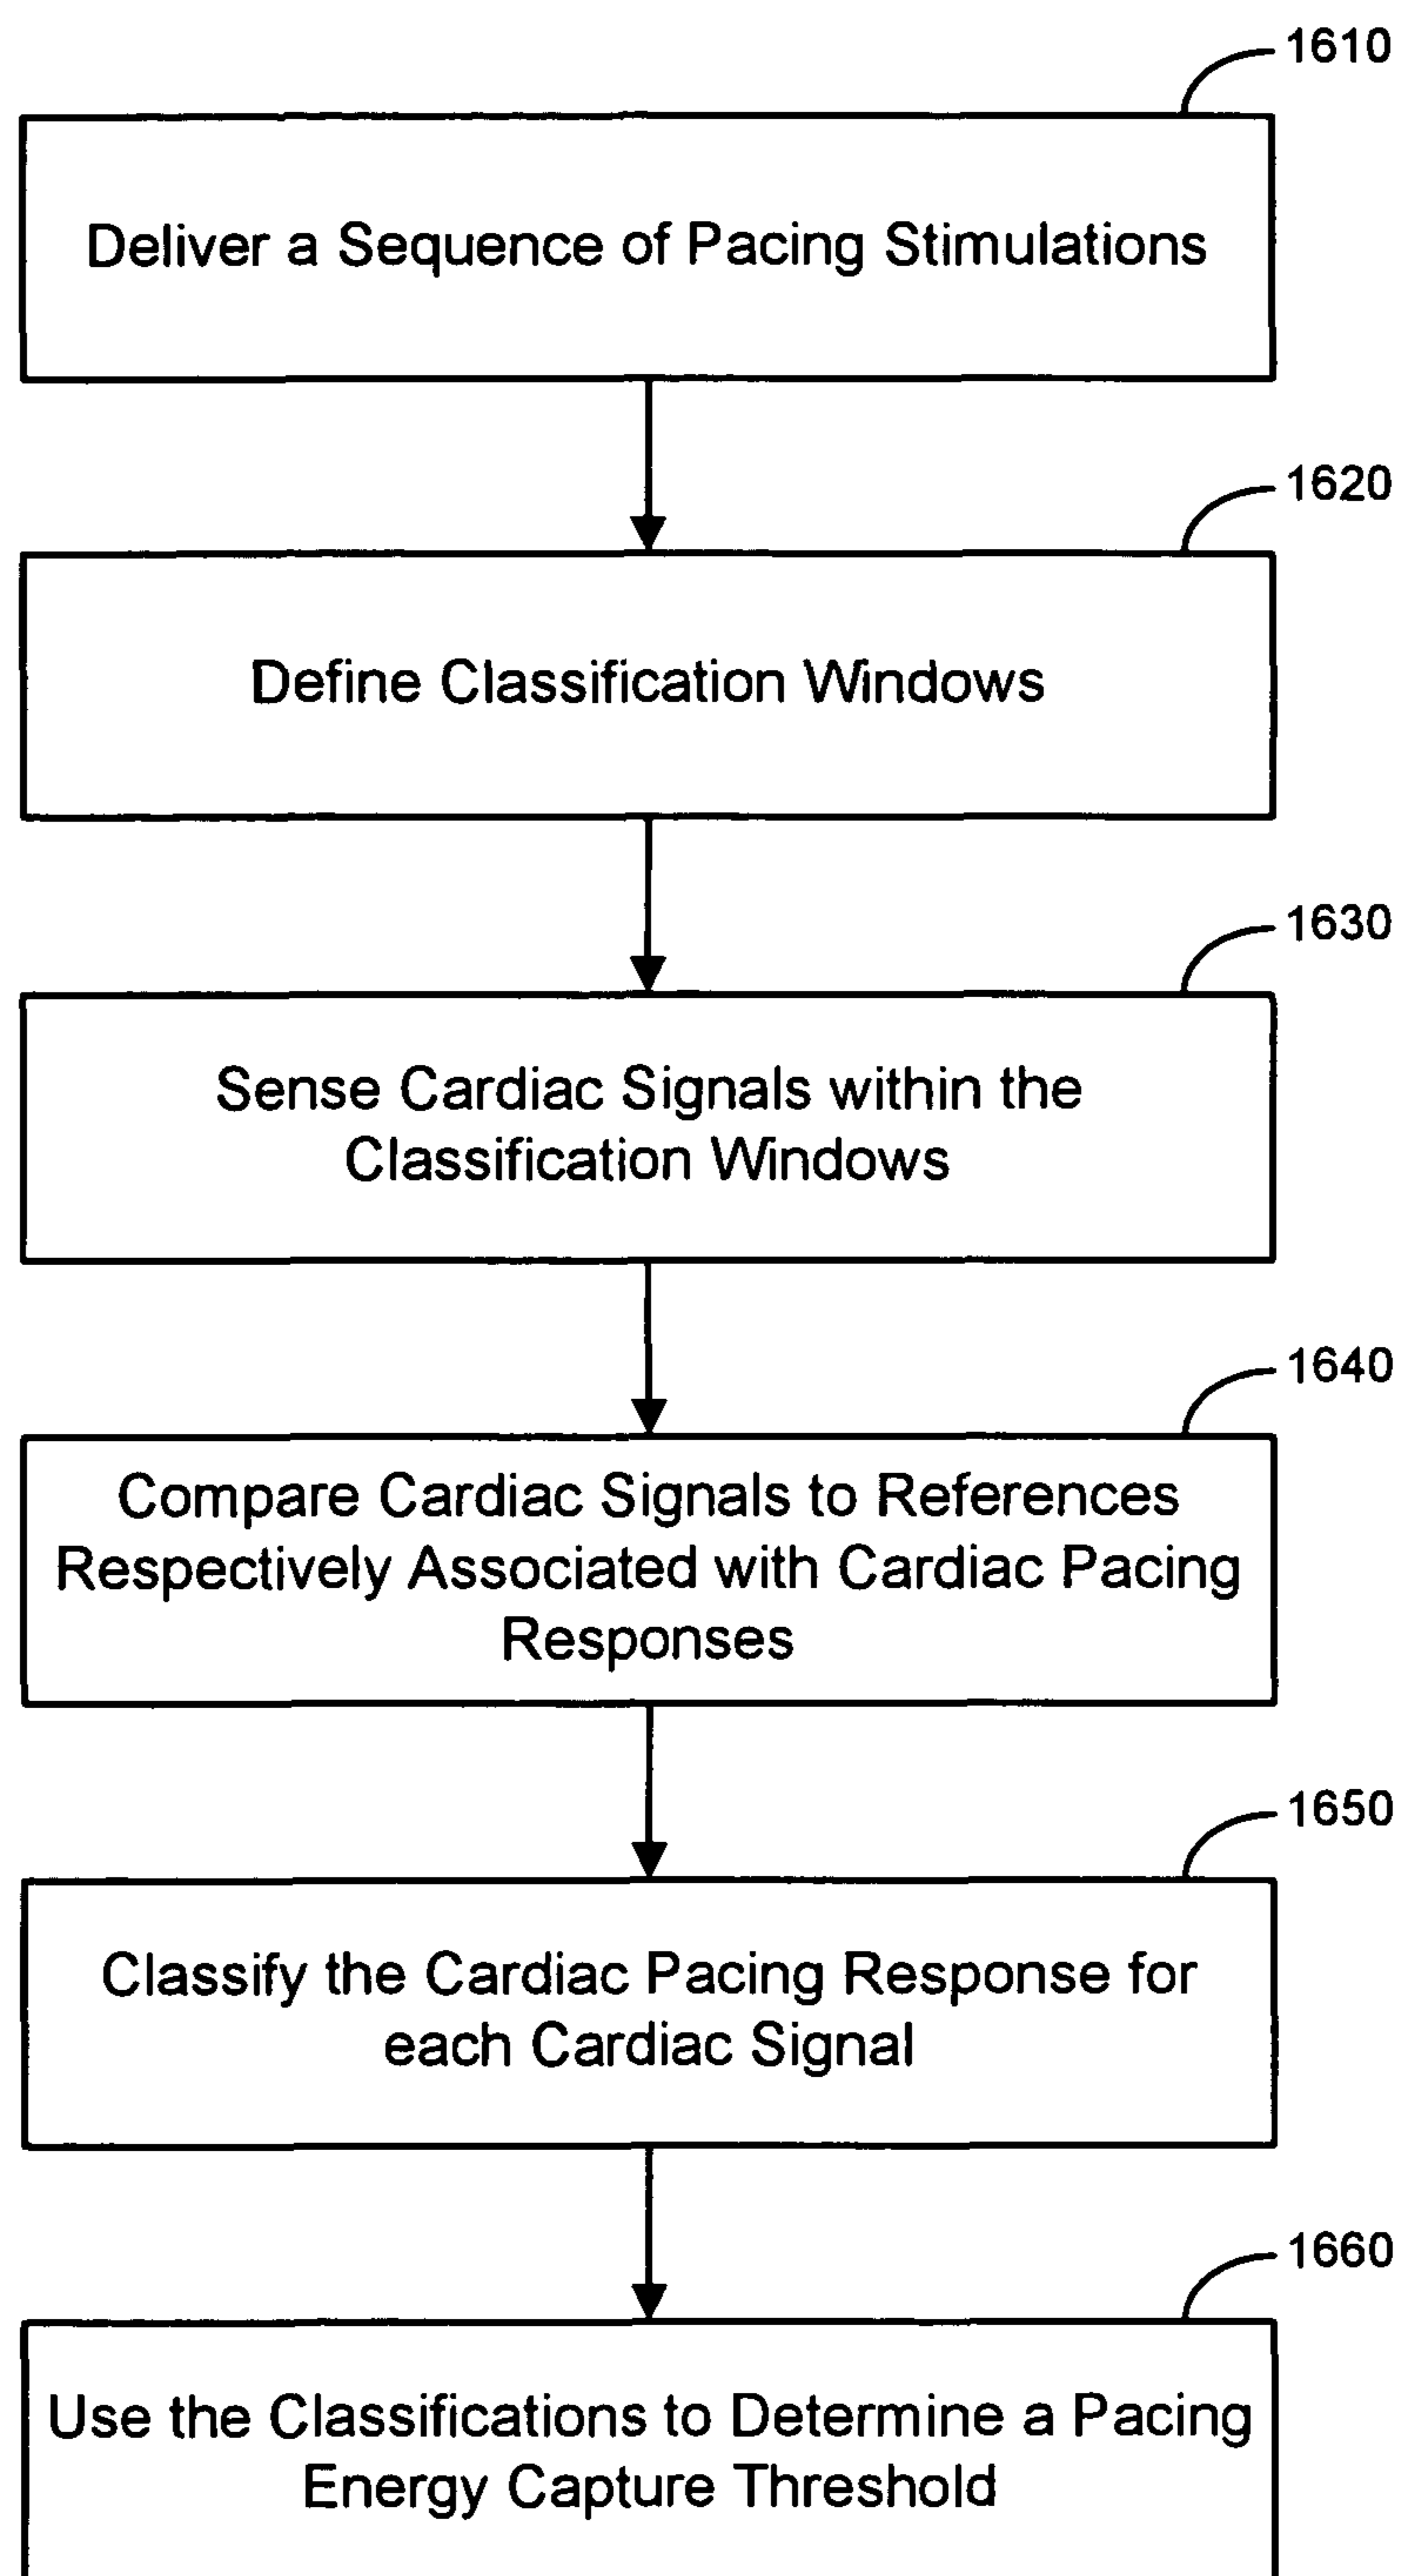 1610
Deliver a Sequence of Pacing Stimulations
1620
Define Classification Windows
1630
Sense Cardiac Signals within the
Classification Windows
1640
Compare Cardiac Signals to References
Respectively Associated with Cardiac Pacing
Responses
1650
Classify the Cardiac Pacing Response for
each Cardiac Signal
1660
Use the Classifications to Determine a Pacing
Energy Capture Threshold